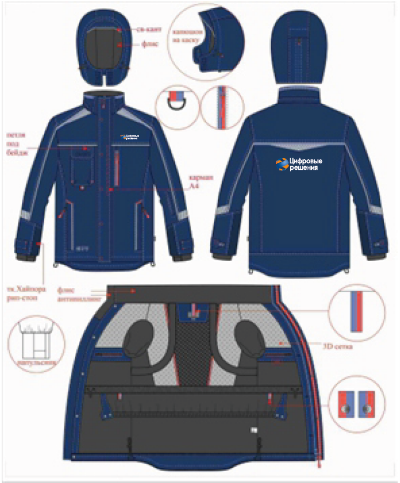 св-кант
флис
капюшон
на каску
петля
под
бейдж
карман
А4
Цифровые
решения
тк.Хайпора
рип-стоп
флис
антипиллинг
напульсник
3D-сетка